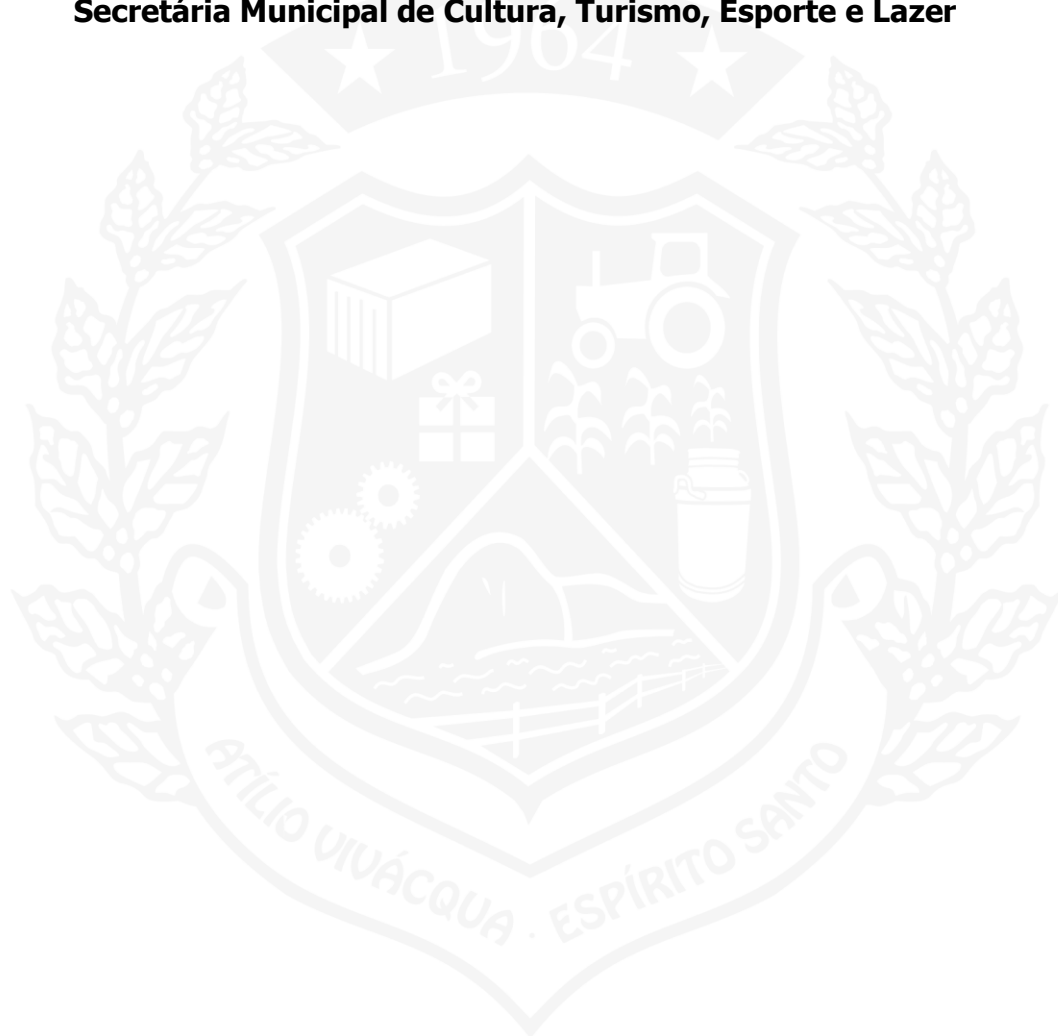 Secretária Municipal de Cultura, Turismo, Esporte e Lazer
1964
ATÍLIO VIVÁCQUA · ESPÍRITO SANTO